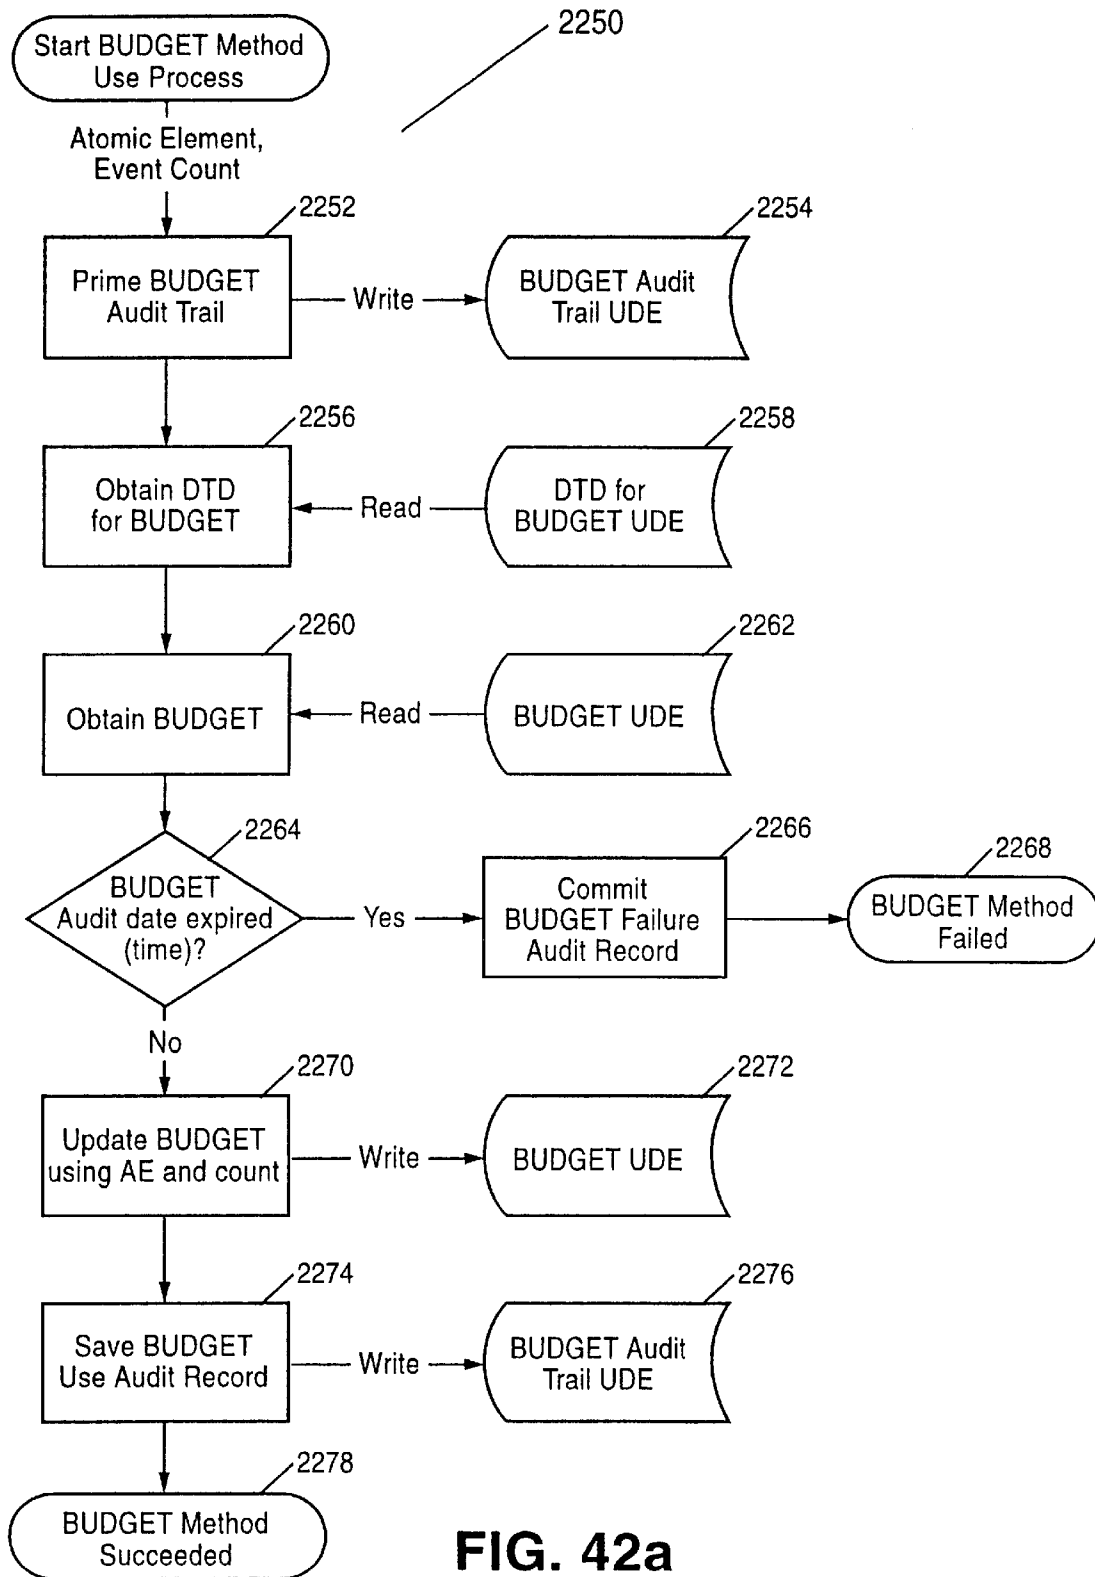 2250
Start BUDGET Method
Use Process
Atomic Element,
Event Count
2252
Prime BUDGET
Audit Trail
Write
2254
BUDGET Audit
Trail UDE
2256
Obtain DTD
for BUDGET
Read
2258
DTD for
BUDGET UDE
2260
Obtain BUDGET
Read
2262
BUDGET UDE
2264
BUDGET
Audit date expired
(time)?
Yes
2266
Commit
BUDGET Failure
Audit Record
2268
BUDGET Method
Failed
No
2270
Update BUDGET
using AE and count
Write
2272
BUDGET UDE
2274
Save BUDGET
Use Audit Record
Write
2276
BUDGET Audit
Trail UDE
2278
BUDGET Method
Succeeded
FIG. 42a